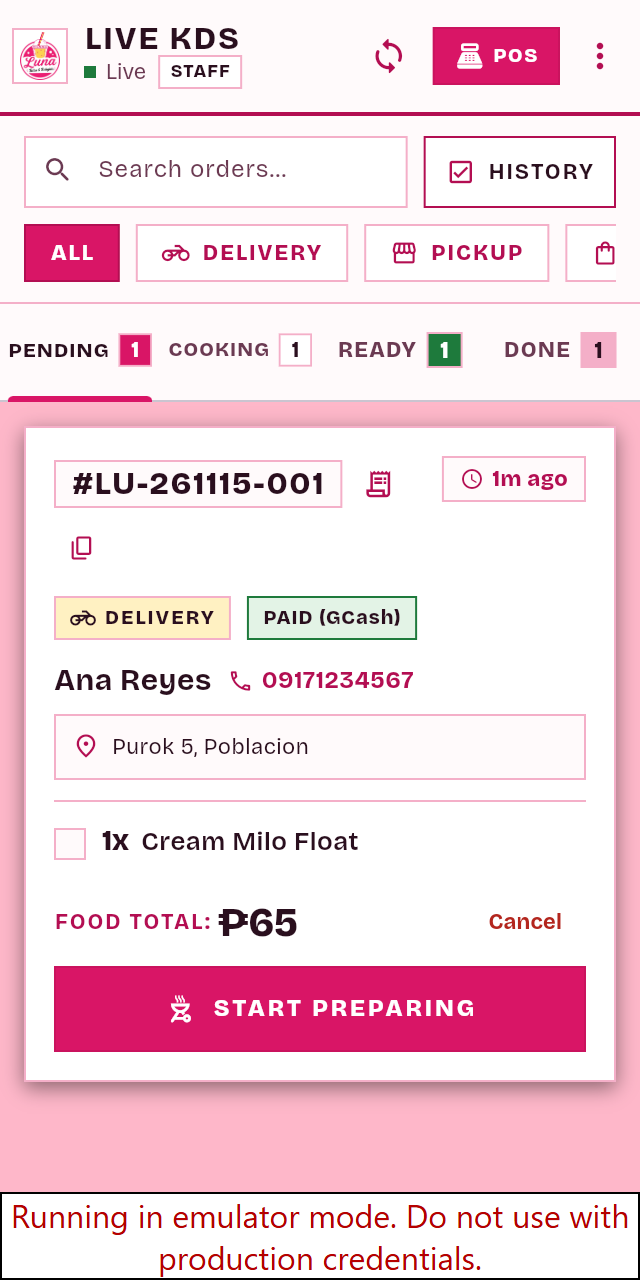 Luna
LIVE KDS
Live STAFF
POS
Search orders...
HISTORY
ALL DELIVERY PICKUP
PENDING 1 COOKING 1 READY 1 DONE 1
#LU-261115-001 1m ago
DELIVERY PAID (GCash)
Ana Reyes 09171234567
Purok 5, Poblacion
1x Cream Milo Float
FOOD TOTAL: ₱65 Cancel
START PREPARING
Running in emulator mode. Do not use with
production credentials.